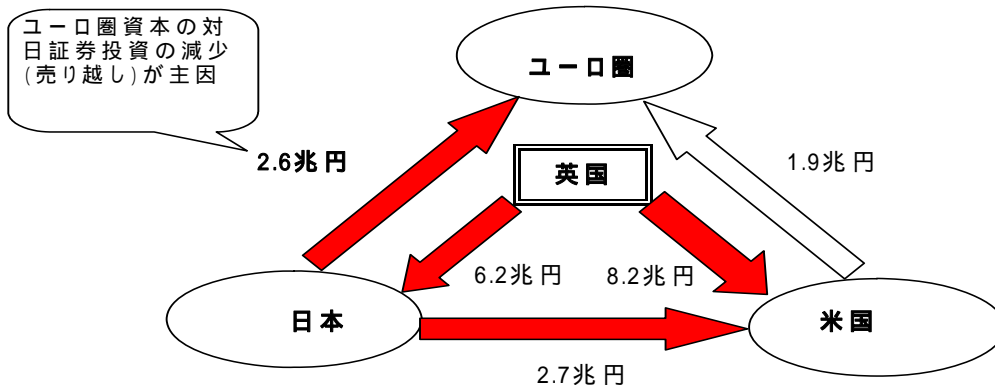 ユーロ圏資本の対
日証券投資の減少
(売り越し)が主因
ユーロ圏
2.6兆円
英国
1.9兆円
6.2兆円
8.2兆円
日本
米国
2.7兆円